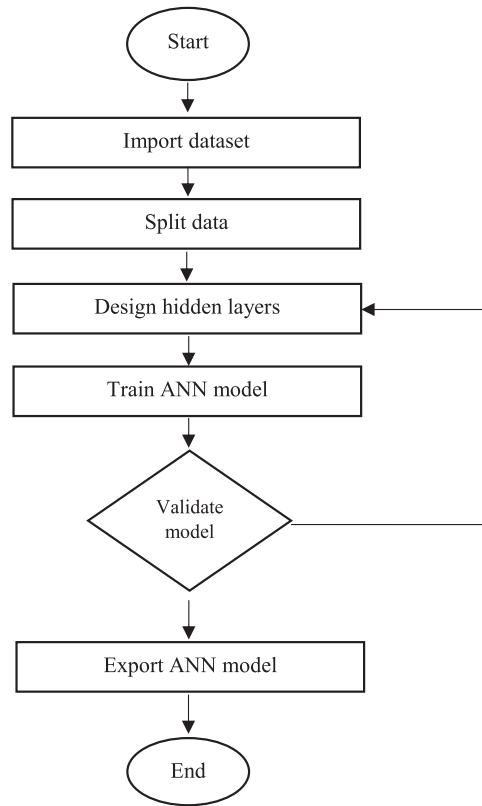 Start
Import dataset
Split data
Design hidden layers
Train ANN model
Validate
model
Export ANN model
End